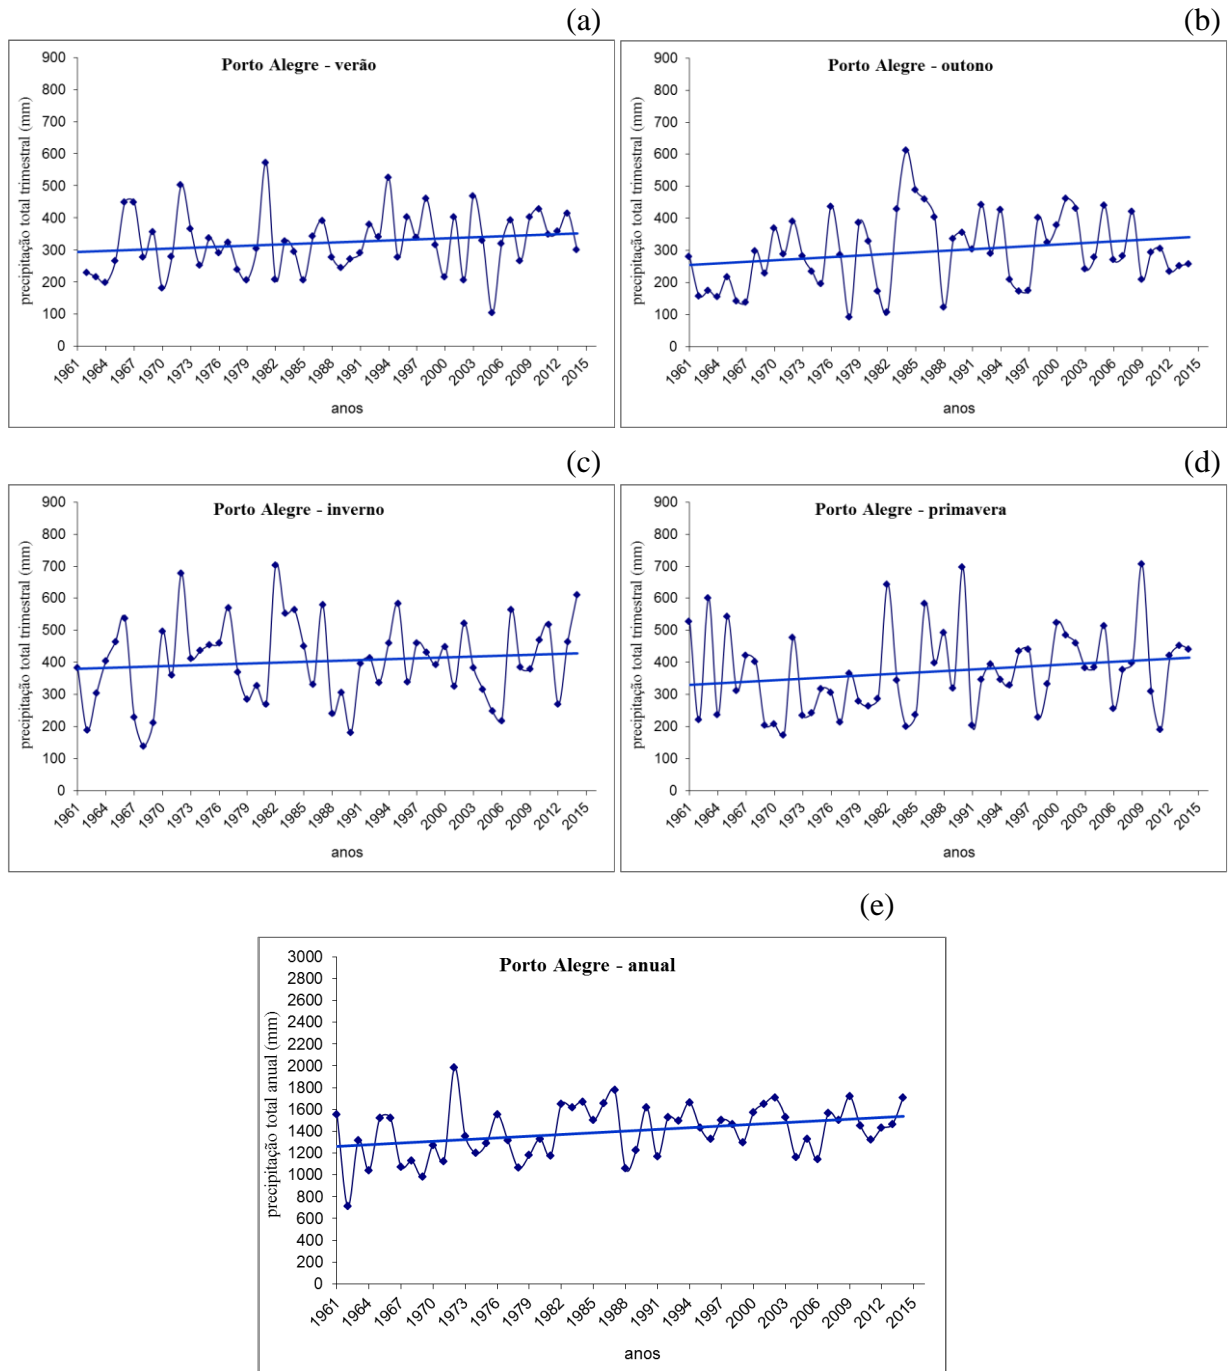 (a)
Porto Alegre - verão
precipitação total trimestral (mm)
900
800
700
600
500
400
300
200
100
0
1961 1964 1967 1970 1973 1976 1979 1982 1985 1988 1991 1994 1997 2000 2003 2006 2009 2012 2015
anos
(b)
Porto Alegre - outono
precipitação total trimestral (mm)
900
800
700
600
500
400
300
200
100
0
1961 1964 1967 1970 1973 1976 1979 1982 1985 1988 1991 1994 1997 2000 2003 2006 2009 2012 2015
anos
(c)
Porto Alegre - inverno
precipitação total trimestral (mm)
900
800
700
600
500
400
300
200
100
0
1961 1964 1967 1970 1973 1976 1979 1982 1985 1988 1991 1994 1997 2000 2003 2006 2009 2012 2015
anos
(d)
Porto Alegre - primavera
precipitação total trimestral (mm)
900
800
700
600
500
400
300
200
100
0
1961 1964 1967 1970 1973 1976 1979 1982 1985 1988 1991 1994 1997 2000 2003 2006 2009 2012 2015
anos
(e)
Porto Alegre - anual
precipitação total anual (mm)
3000
2800
2600
2400
2200
2000
1800
1600
1400
1200
1000
800
600
400
200
0
1961 1964 1967 1970 1973 1976 1979 1982 1985 1988 1991 1994 1997 2000 2003 2006 2009 2012 2015
anos